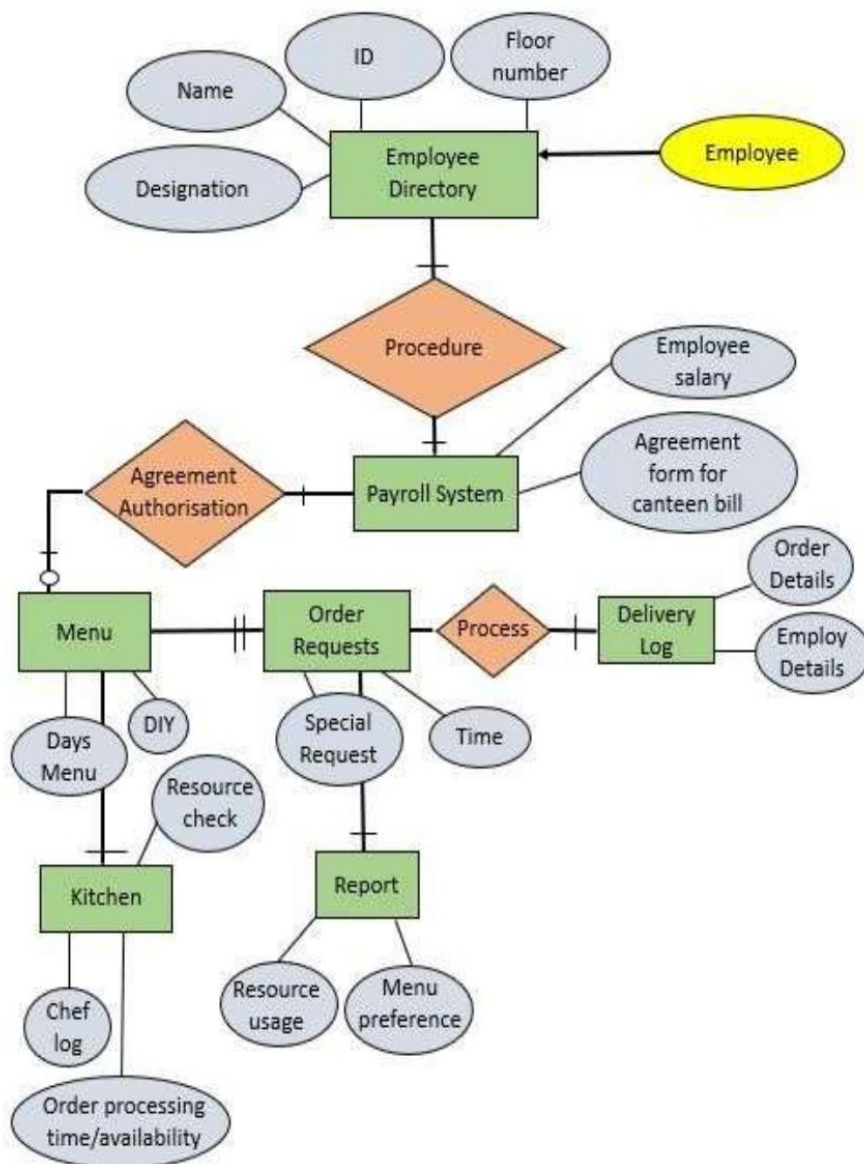 ID
Floor
number
Name
Employee
Directory
Employee
Designation
Procedure
Employee
salary
Agreement
Authorisation
Payroll System
Agreement
form for
canteen bill
Order
Details
Menu
Order
Requests
Process
Delivery
Log
Employ
Details
Days
Menu
DIY
Special
Request
Time
Resource
check
Kitchen
Report
Chef
log
Resource
usage
Menu
preference
Order processing
time/availability